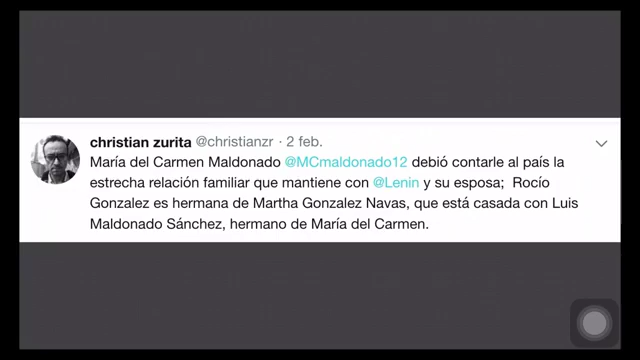 christian zurita @christianzr · 2 feb.
María del Carmen Maldonado @MCmaldonado12 debió contarle al país la
estrecha relación familiar que mantiene con @Lenin y su esposa; Rocío
Gonzalez es hermana de Martha Gonzalez Navas, que está casada con Luis
Maldonado Sánchez, hermano de María del Carmen.